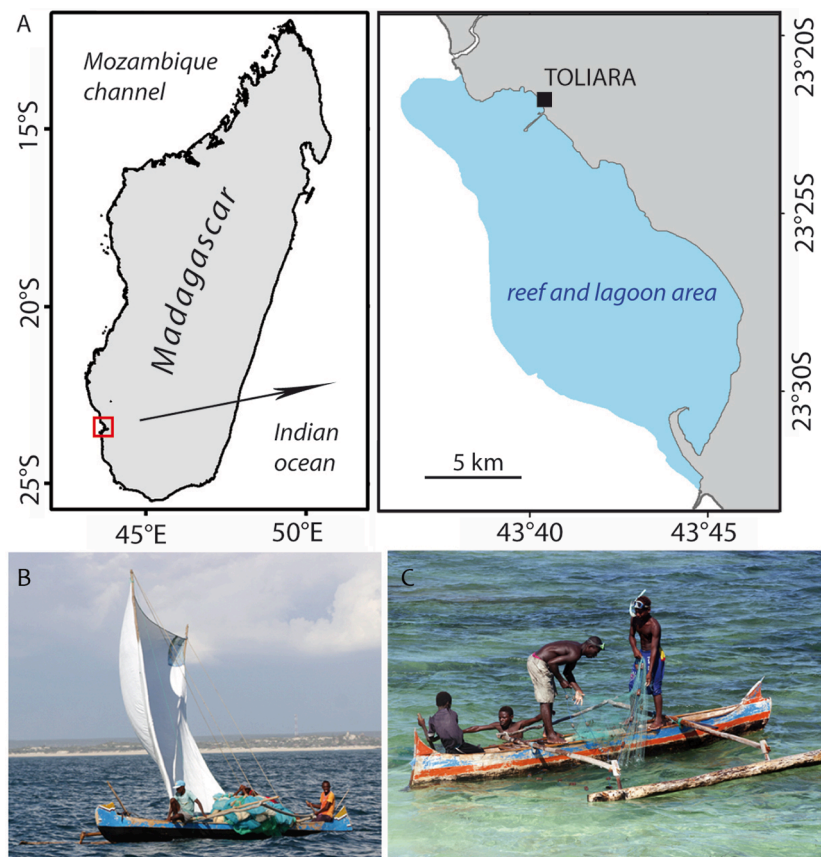 A
Mozambique
channel
Madagascar
Indian
ocean
15°S
20°S
25°S
45°E
50°E
TOLIARA
reef and lagoon area
5 km
23°20S
23°25S
23°30S
43°40
43°45
B
C